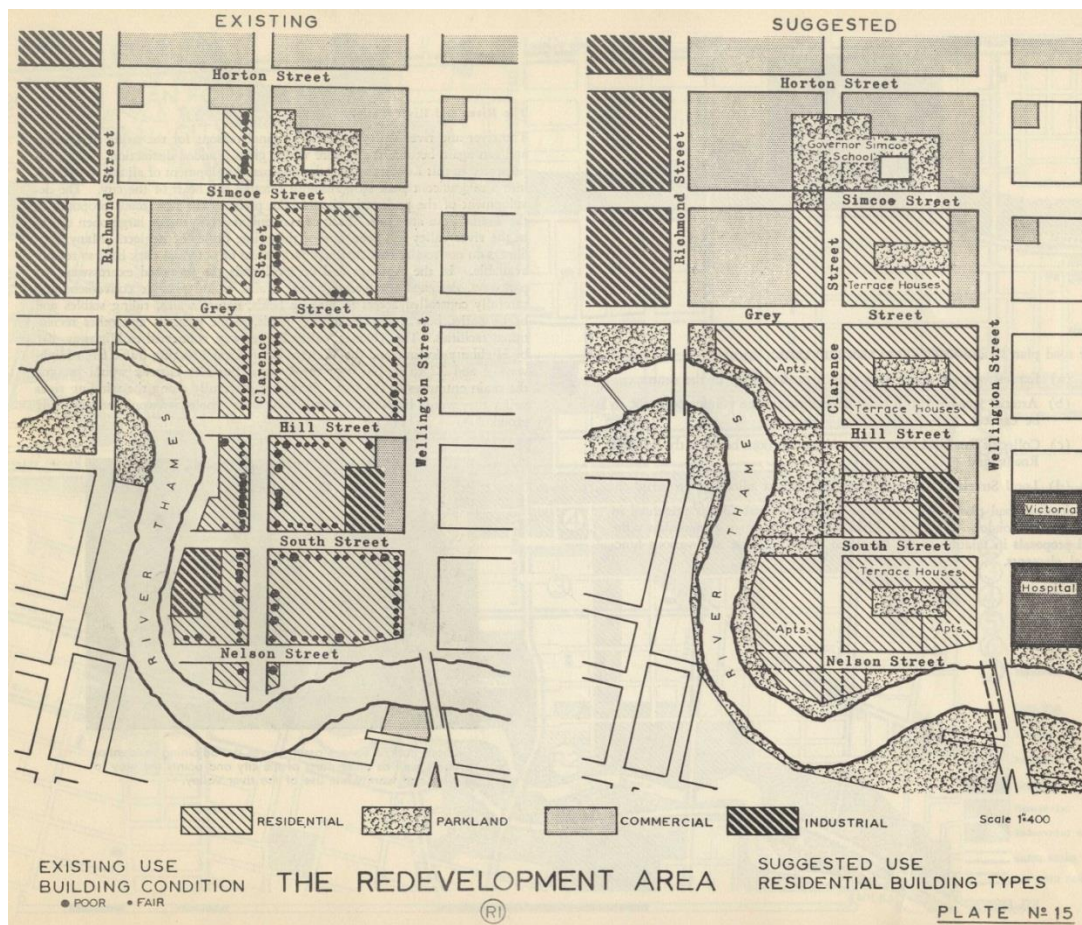 EXISTING
Horton Street
Richmond Street
Simcoe Street
Clarence Street
Grey Street
Wellington Street
Hill Street
RIVER THAMES
South Street
Nelson Street
SUGGESTED
Horton Street
Richmond Street
Governor Simcoe
School
Simcoe Street
Clarence Street
Terrace Houses
Grey Street
Wellington Street
Apts.
Terrace Houses
Hill Street
RIVER THAMES
Victoria
South Street
Terrace Houses
Hospital
Apts.
Apts.
Nelson Street
RESIDENTIAL
PARKLAND
COMMERCIAL
INDUSTRIAL
Scale 1"-400
EXISTING USE
BUILDING CONDITION
POOR • FAIR
THE REDEVELOPMENT AREA
R1
SUGGESTED USE
RESIDENTIAL BUILDING TYPES
PLATE Nº 15